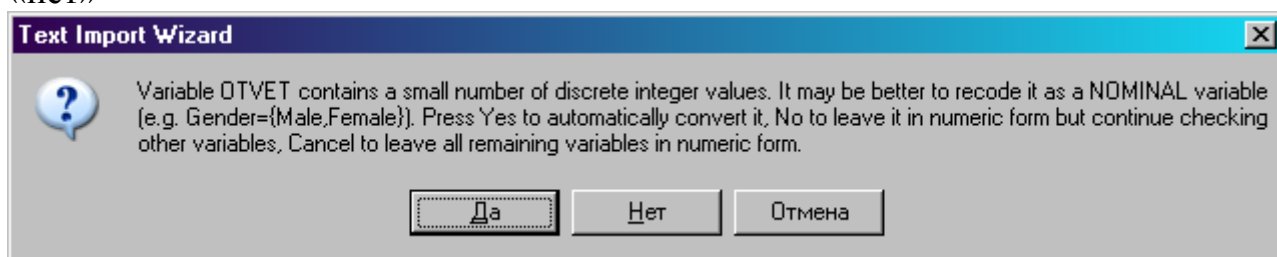 «нет»
Text Import Wizard
Variable OTVET contains a small number of discrete integer values. It may be better to recode it as a NOMINAL variable
(e.g. Gender={Male,Female}). Press Yes to automatically convert it, No to leave it in numeric form but continue checking
other variables, Cancel to leave all remaining variables in numeric form.
Да
Нет
Отмена